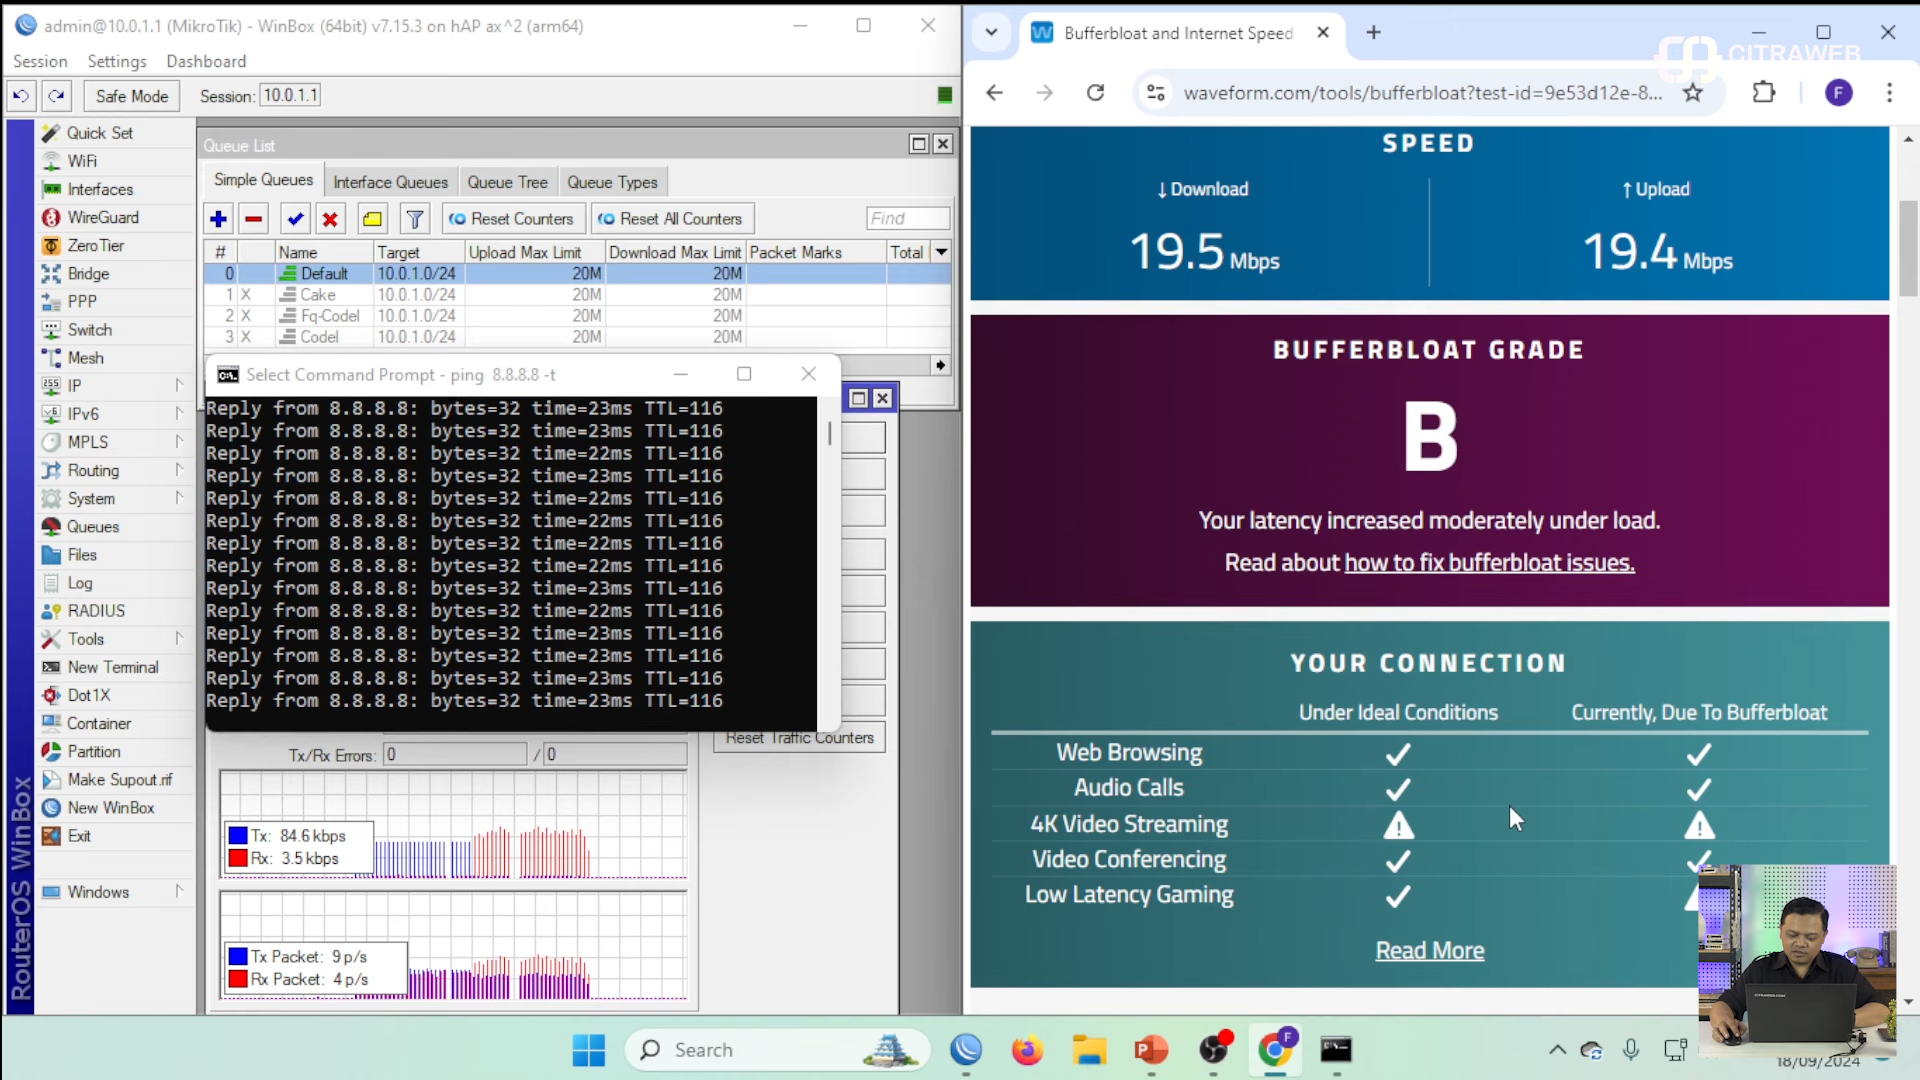 admin@10.0.1.1 (MikroTik) - WinBox (64bit) v7.15.3 on hAP ax^2 (arm64)
Session Settings Dashboard
Safe Mode Session: 10.0.1.1
RouterOS WinBox
Quick Set
WiFi
Interfaces
WireGuard
ZeroTier
Bridge
PPP
Switch
Mesh
IP
IPv6
MPLS
Routing
System
Queues
Files
Log
RADIUS
Tools
New Terminal
Dot1X
Container
Partition
Make Supout.rif
New WinBox
Exit
Windows
Queue List
Simple Queues Interface Queues Queue Tree Queue Types
Reset Counters Reset All Counters Find
# Name Target Upload Max Limit Download Max Limit Packet Marks Total
0 Default 10.0.1.0/24 20M 20M
1 X Cake 10.0.1.0/24 20M 20M
2 X Fq-Codel 10.0.1.0/24 20M 20M
3 X Codel 10.0.1.0/24 20M 20M
Select Command Prompt - ping 8.8.8.8 -t
Reply from 8.8.8.8: bytes=32 time=23ms TTL=116
Reply from 8.8.8.8: bytes=32 time=23ms TTL=116
Reply from 8.8.8.8: bytes=32 time=22ms TTL=116
Reply from 8.8.8.8: bytes=32 time=23ms TTL=116
Reply from 8.8.8.8: bytes=32 time=22ms TTL=116
Reply from 8.8.8.8: bytes=32 time=22ms TTL=116
Reply from 8.8.8.8: bytes=32 time=22ms TTL=116
Reply from 8.8.8.8: bytes=32 time=22ms TTL=116
Reply from 8.8.8.8: bytes=32 time=23ms TTL=116
Reply from 8.8.8.8: bytes=32 time=22ms TTL=116
Reply from 8.8.8.8: bytes=32 time=23ms TTL=116
Reply from 8.8.8.8: bytes=32 time=23ms TTL=116
Reply from 8.8.8.8: bytes=32 time=23ms TTL=116
Reply from 8.8.8.8: bytes=32 time=23ms TTL=116
Reset Traffic Counters
Tx/Rx Errors: 0 / 0
Tx: 84.6 kbps
Rx: 3.5 kbps
Tx Packet: 9 p/s
Rx Packet: 4 p/s
Bufferbloat and Internet Speed
CITRAWEB
waveform.com/tools/bufferbloat?test-id=9e53d12e-8...
F
SPEED
↓ Download ↑ Upload
19.5 Mbps 19.4 Mbps
BUFFERBLOAT GRADE
B
Your latency increased moderately under load.
Read about how to fix bufferbloat issues.
YOUR CONNECTION
Under Ideal Conditions Currently, Due To Bufferbloat
Web Browsing
Audio Calls
4K Video Streaming
Video Conferencing
Low Latency Gaming
Read More
Search
18/09/2024